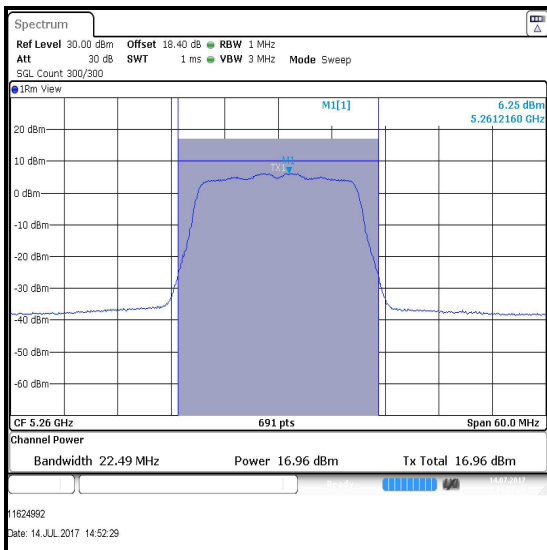 Spectrum
Ref Level 30.00 dBm Offset 18.40 dB RBW 1 MHz
Att 30 dB SWT 1 ms VBW 3 MHz Mode Sweep
SGL Count 300/300
1Rm View
M1[1] 6.25 dBm
5.2612160 GHz
20 dBm
10 dBm
M1
TX1
0 dBm
-10 dBm
-20 dBm
-30 dBm
-40 dBm
-50 dBm
-60 dBm
CF 5.26 GHz 691 pts Span 60.0 MHz
Channel Power
Bandwidth 22.49 MHz Power 16.96 dBm Tx Total 16.96 dBm
Ready 14.07.2017
11624992
Date: 14.JUL.2017 14:52:29